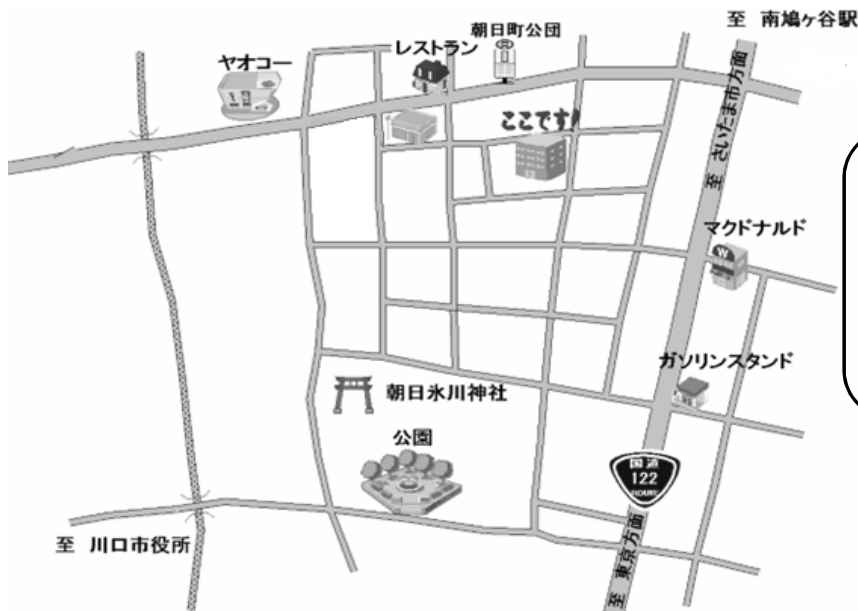 至 南鳩ヶ谷駅
朝日町公団
レストラン
ヤオコー
ここです!
至 さいたま市方面
マクドナルド
ガソリンスタンド
朝日氷川神社
公園
国道
122
ROUTE
至 川口市役所
至 東京方面